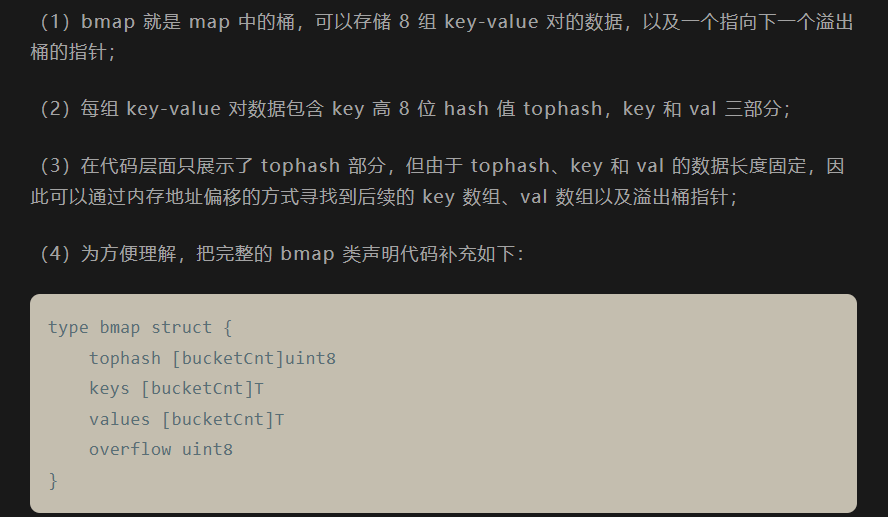 （1）bmap 就是 map 中的桶，可以存储 8 组 key-value 对的数据，以及一个指向下一个溢出
桶的指针；
（2）每组 key-value 对数据包含 key 高 8 位 hash 值 tophash，key 和 val 三部分；
（3）在代码层面只展示了 tophash 部分，但由于 tophash、key 和 val 的数据长度固定，因
此可以通过内存地址偏移的方式寻找到后续的 key 数组、val 数组以及溢出桶指针；
（4）为方便理解，把完整的 bmap 类声明代码补充如下：
type bmap struct {
    tophash [bucketCnt]uint8
    keys [bucketCnt]T
    values [bucketCnt]T
    overflow uint8
}